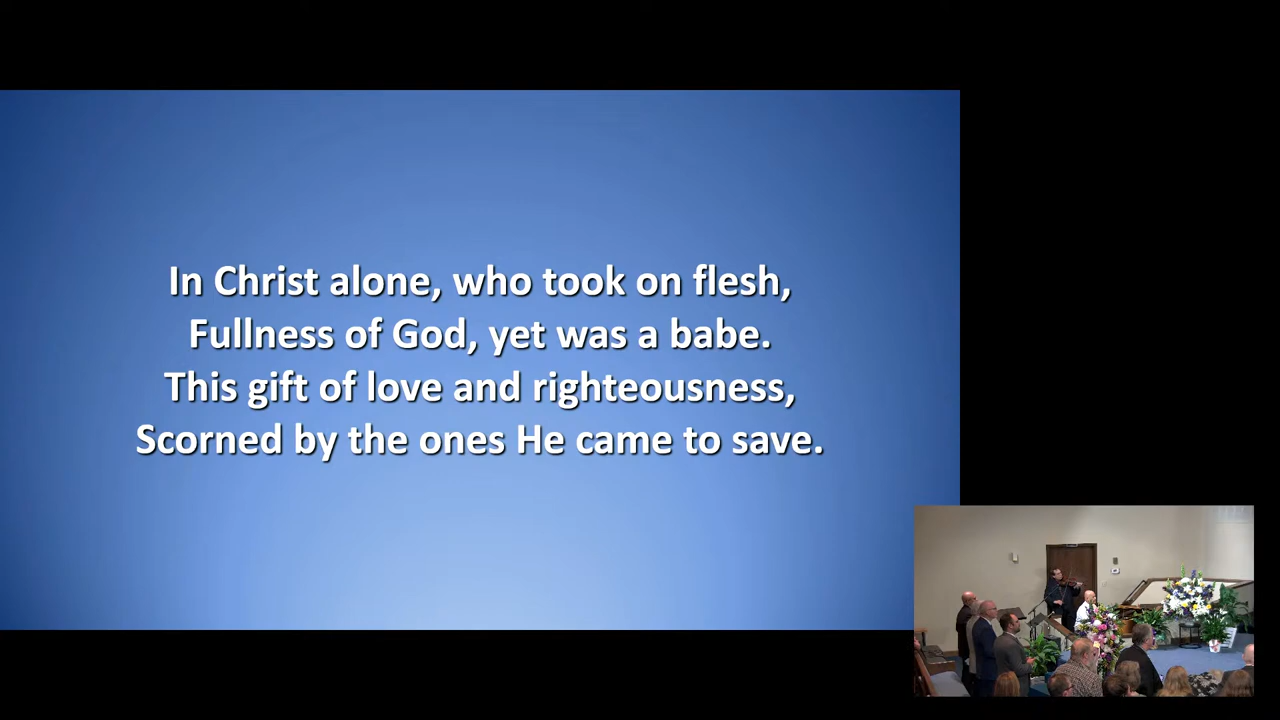 In Christ alone, who took on flesh,
Fullness of God, yet was a babe.
This gift of love and righteousness,
Scorned by the ones He came to save.